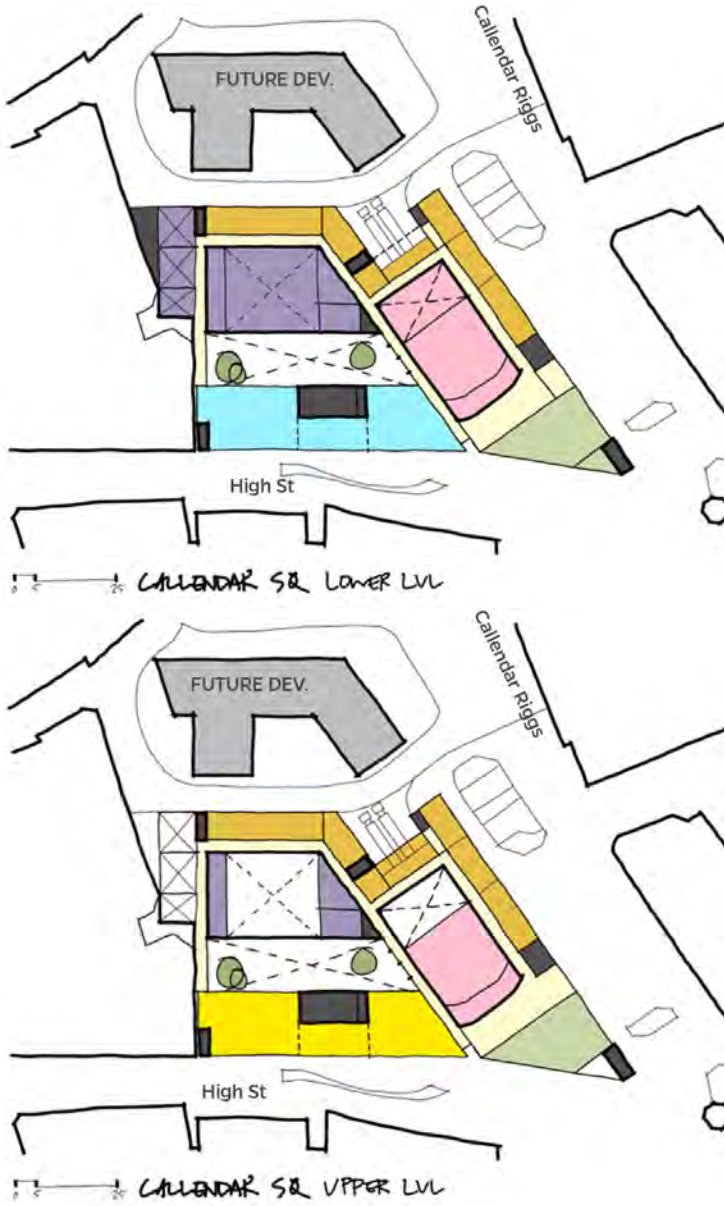 Callendar Riggs
FUTURE DEV.
High St
0 5 25
CALLENDAR SQ LOWER LVL
Callendar Riggs
FUTURE DEV.
High St
0 5 25
CALLENDAR SQ UPPER LVL